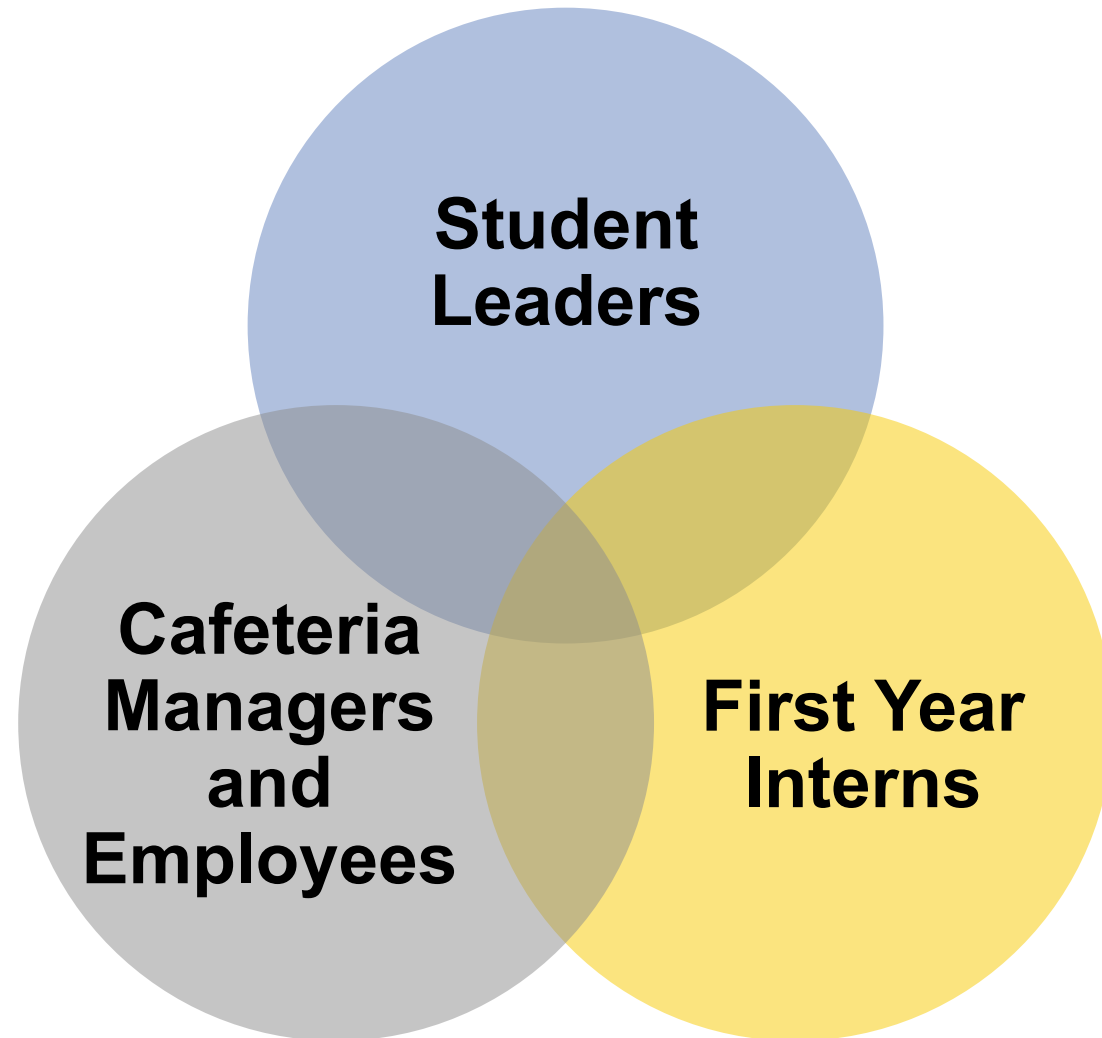 Student
Leaders
Cafeteria
Managers
and
Employees
First Year
Interns